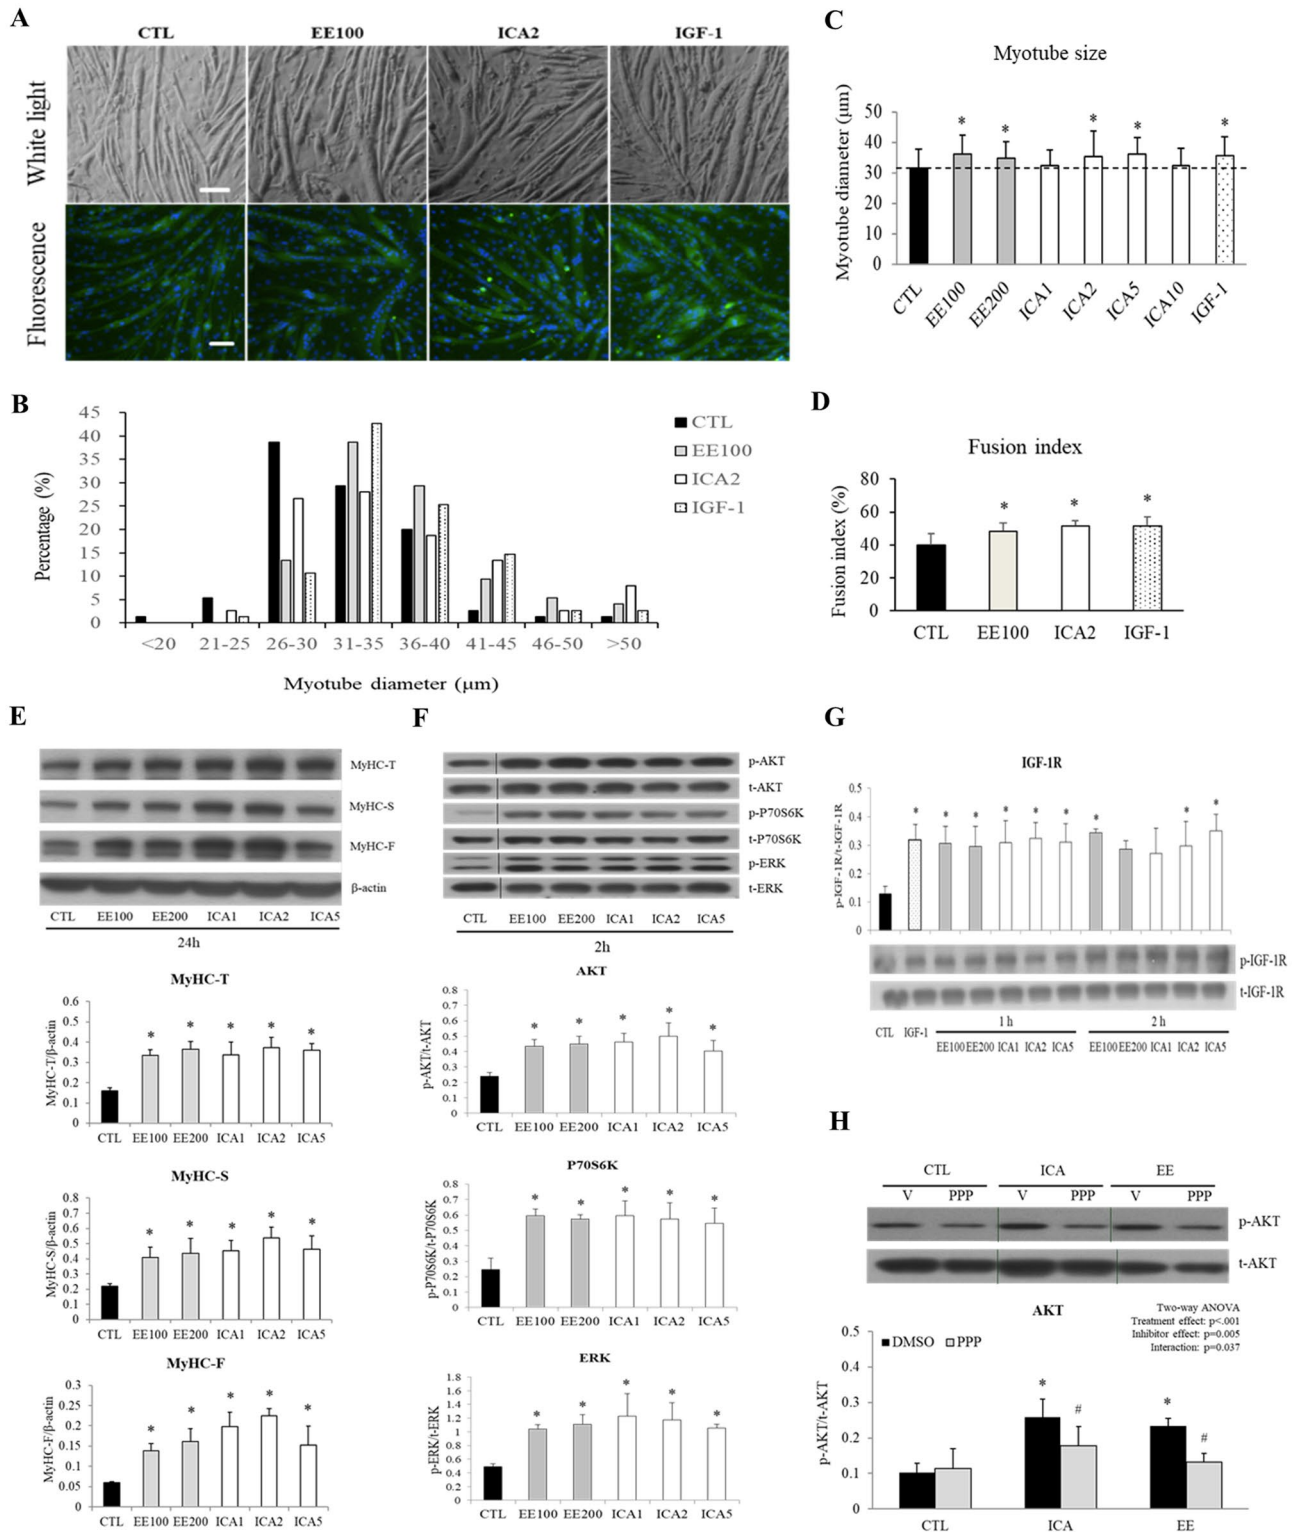 A
CTL EE100 ICA2 IGF-1
White light
Fluorescence
B
45
40
35
30
25
20
15
10
5
0
Percentage (%)
<20 21-25 26-30 31-35 36-40 41-45 46-50 >50
Myotube diameter (μm)
CTL
EE100
ICA2
IGF-1
C
Myotube size
Myotube diameter (μm)
50
40
30
20
10
0
* * * * *
CTL EE100 EE200 ICA1 ICA2 ICA5 ICA10 IGF-1
D
Fusion index
Fusion index (%)
80
60
40
20
0
* * *
CTL EE100 ICA2 IGF-1
E
MyHC-T
MyHC-S
MyHC-F
β-actin
CTL EE100 EE200 ICA1 ICA2 ICA5
24h
MyHC-T
MyHC-T/β-actin
0.6
0.5
0.4
0.3
0.2
0.1
0
* * * * *
CTL EE100 EE200 ICA1 ICA2 ICA5
MyHC-S
MyHC-S/β-actin
0.8
0.7
0.6
0.5
0.4
0.3
0.2
0.1
0
* * * * *
CTL EE100 EE200 ICA1 ICA2 ICA5
MyHC-F
MyHC-F/β-actin
0.3
0.25
0.2
0.15
0.1
0.05
0
* * * * *
CTL EE100 EE200 ICA1 ICA2 ICA5
F
p-AKT
t-AKT
p-P70S6K
t-P70S6K
p-ERK
t-ERK
CTL EE100 EE200 ICA1 ICA2 ICA5
2h
AKT
p-AKT/t-AKT
0.8
0.7
0.6
0.5
0.4
0.3
0.2
0.1
0
* * * * *
CTL EE100 EE200 ICA1 ICA2 ICA5
P70S6K
p-P70S6K/t-P70S6K
0.8
0.7
0.6
0.5
0.4
0.3
0.2
0.1
0
* * * * *
CTL EE100 EE200 ICA1 ICA2 ICA5
ERK
p-ERK/t-ERK
1.8
1.6
1.4
1.2
1
0.8
0.6
0.4
0.2
0
* * * * *
CTL EE100 EE200 ICA1 ICA2 ICA5
G
IGF-1R
p-IGF-1R/t-IGF-1R
0.5
0.4
0.3
0.2
0.1
0
* * * * * * * * *
p-IGF-1R
t-IGF-1R
CTL IGF-1 1 h 2 h
EE100 EE200 ICA1 ICA2 ICA5 EE100 EE200 ICA1 ICA2 ICA5
H
CTL ICA EE
V PPP V PPP V PPP
p-AKT
t-AKT
AKT
Two-way ANOVA
Treatment effect: p<.001
Inhibitor effect: p=0.005
Interaction: p=0.037
DMSO PPP
p-AKT/t-AKT
0.5
0.4
0.3
0.2
0.1
0
* # * #
CTL ICA EE